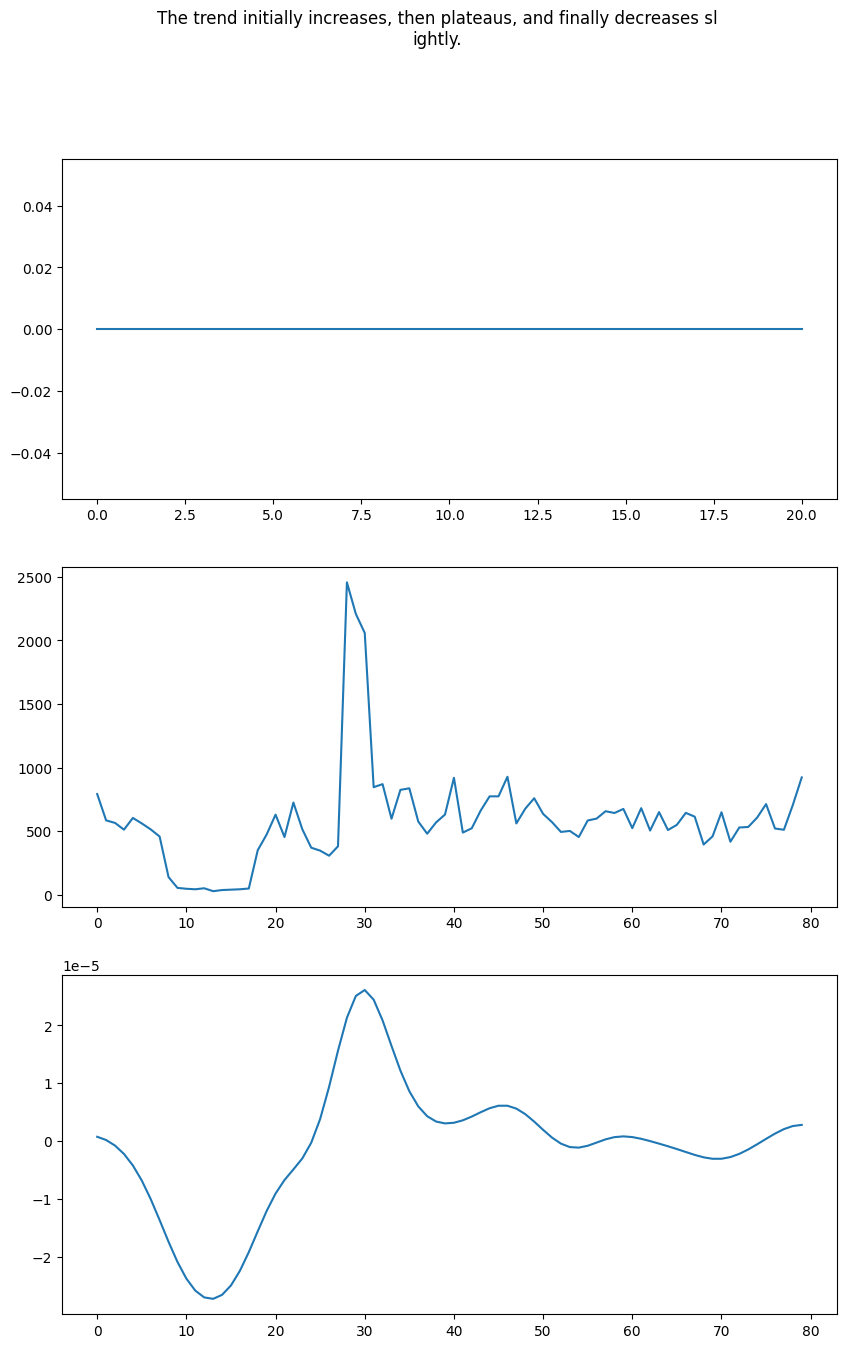 The trend initially increases, then plateaus, and finally decreases sl
ightly.
0.04
0.02
0.00
−0.02
−0.04
0.0 2.5 5.0 7.5 10.0 12.5 15.0 17.5 20.0
2500
2000
1500
1000
500
0
0 10 20 30 40 50 60 70 80
1e−5
2
1
0
−1
−2
0 10 20 30 40 50 60 70 80